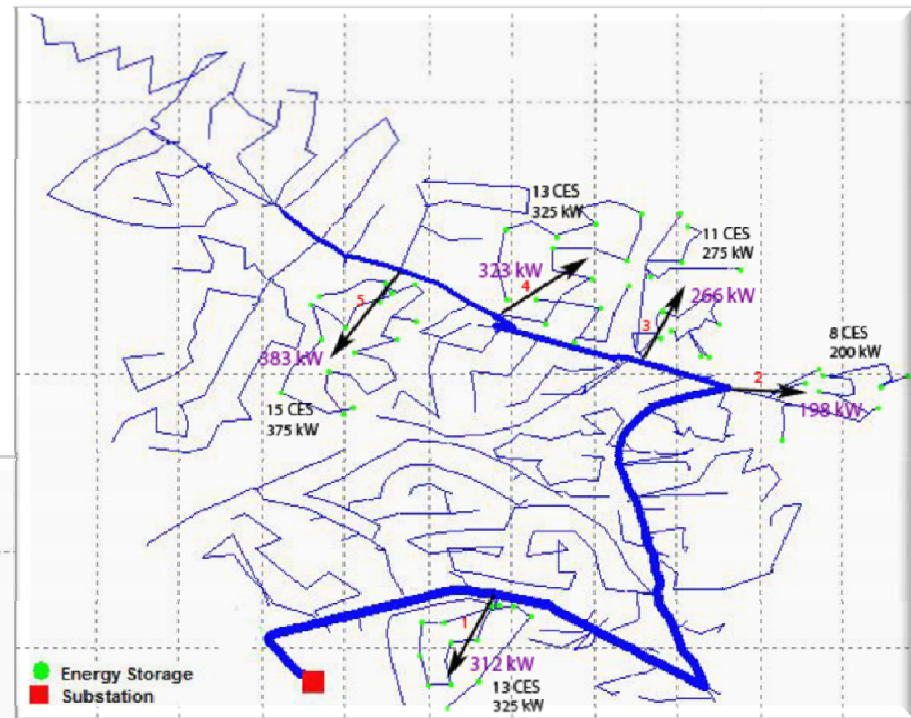 13 CES
325 kW
11 CES
275 kW
323 kW
4
266 kW
5
3
383 kW
8 CES
200 kW
2
198 kW
15 CES
375 kW
1
312 kW
13 CES
325 kW
Energy Storage
Substation